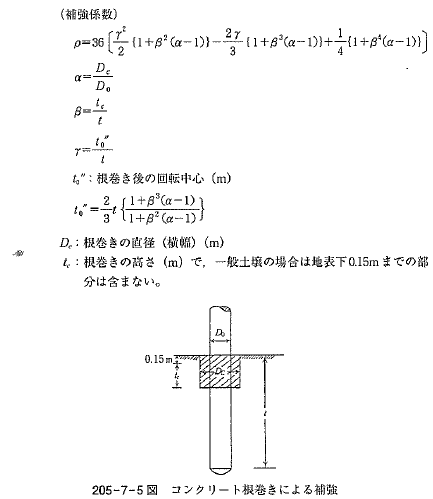 (補強係数)
ρ=36[γ²/2{1+β²(α-1)}-2γ/3{1+β³(α-1)}+1/4{1+β⁴(α-1)}]
α=Dc/D₀
β=tc/t
γ=t₀″/t
t₀″:根巻き後の回転中心 (m)
t₀″=2/3 t{1+β³(α-1)/1+β²(α-1)}
Dc:根巻きの直径 (横幅) (m)
tc:根巻きの高さ (m) で,一般土壌の場合は地表下0.15mまでの部
分は含まない。
D₀
0.15m
tc
Dc
t
205-7-5図 コンクリート根巻きによる補強